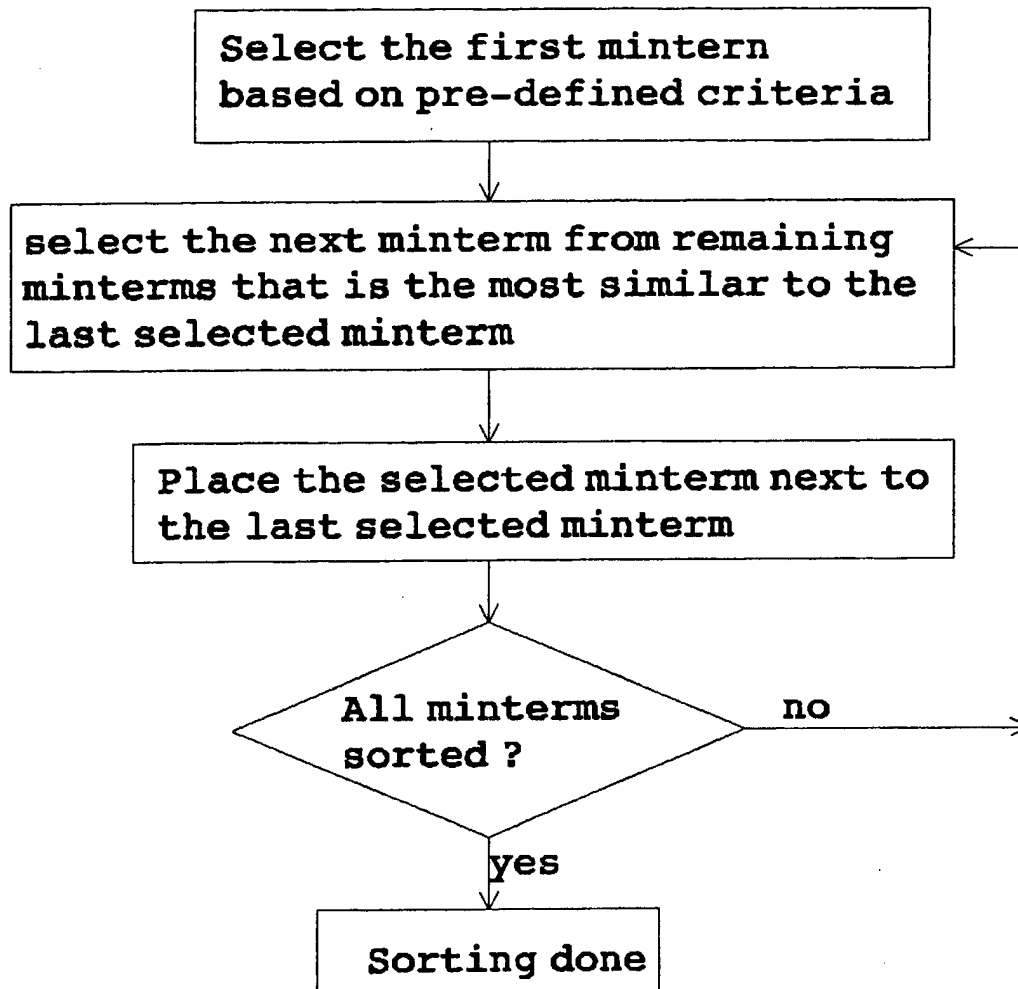 Select the first mintern
based on pre-defined criteria
select the next minterm from remaining
minterms that is the most similar to the
last selected minterm
Place the selected minterm next to
the last selected minterm
All minterms
sorted ?
no
yes
Sorting done